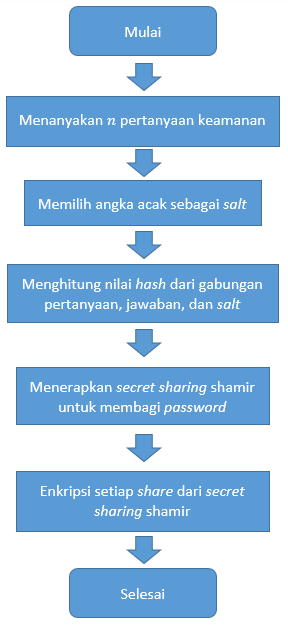 Mulai
Menanyakan n pertanyaan keamanan
Memilih angka acak sebagai salt
Menghitung nilai hash dari gabungan
pertanyaan, jawaban, dan salt
Menerapkan secret sharing shamir
untuk membagi password
Enkripsi setiap share dari secret
sharing shamir
Selesai